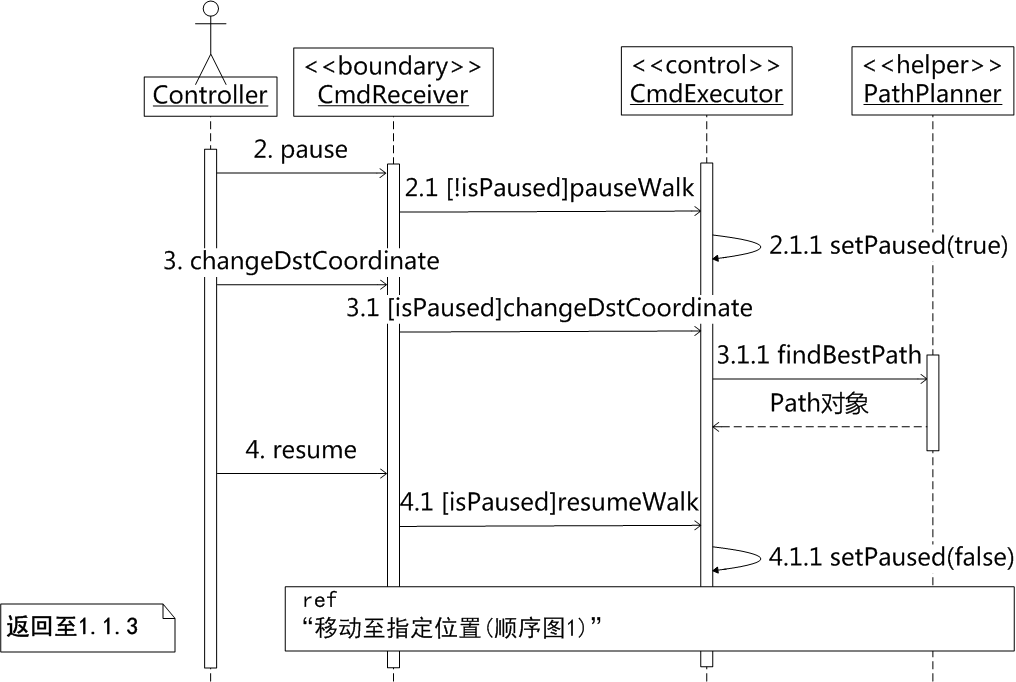 Controller
<<boundary>>
CmdReceiver
<<control>>
CmdExecutor
<<helper>>
PathPlanner
2. pause
2.1 [!isPaused]pauseWalk
2.1.1 setPaused(true)
3. changeDstCoordinate
3.1 [isPaused]changeDstCoordinate
3.1.1 findBestPath
Path对象
4. resume
4.1 [isPaused]resumeWalk
4.1.1 setPaused(false)
ref
“移动至指定位置(顺序图1)”
返回至1.1.3